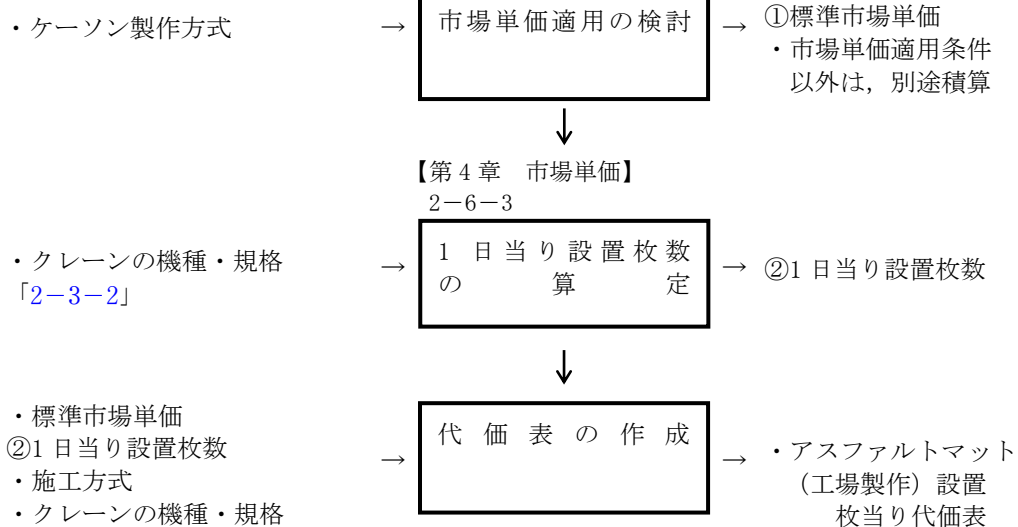 ・ケーソン製作方式 → 市場単価適用の検討 → ①標準市場単価
・市場単価適用条件
以外は，別途積算
↓
【第４章　市場単価】
２－６－３
・クレーンの機種・規格 → 1 日当り設置枚数 → ②1 日当り設置枚数
「2－3－2」 の算定
↓
・標準市場単価
②1 日当り設置枚数 → 代価表の作成 → ・アスファルトマット
・施工方式 （工場製作）設置
・クレーンの機種・規格 枚当り代価表